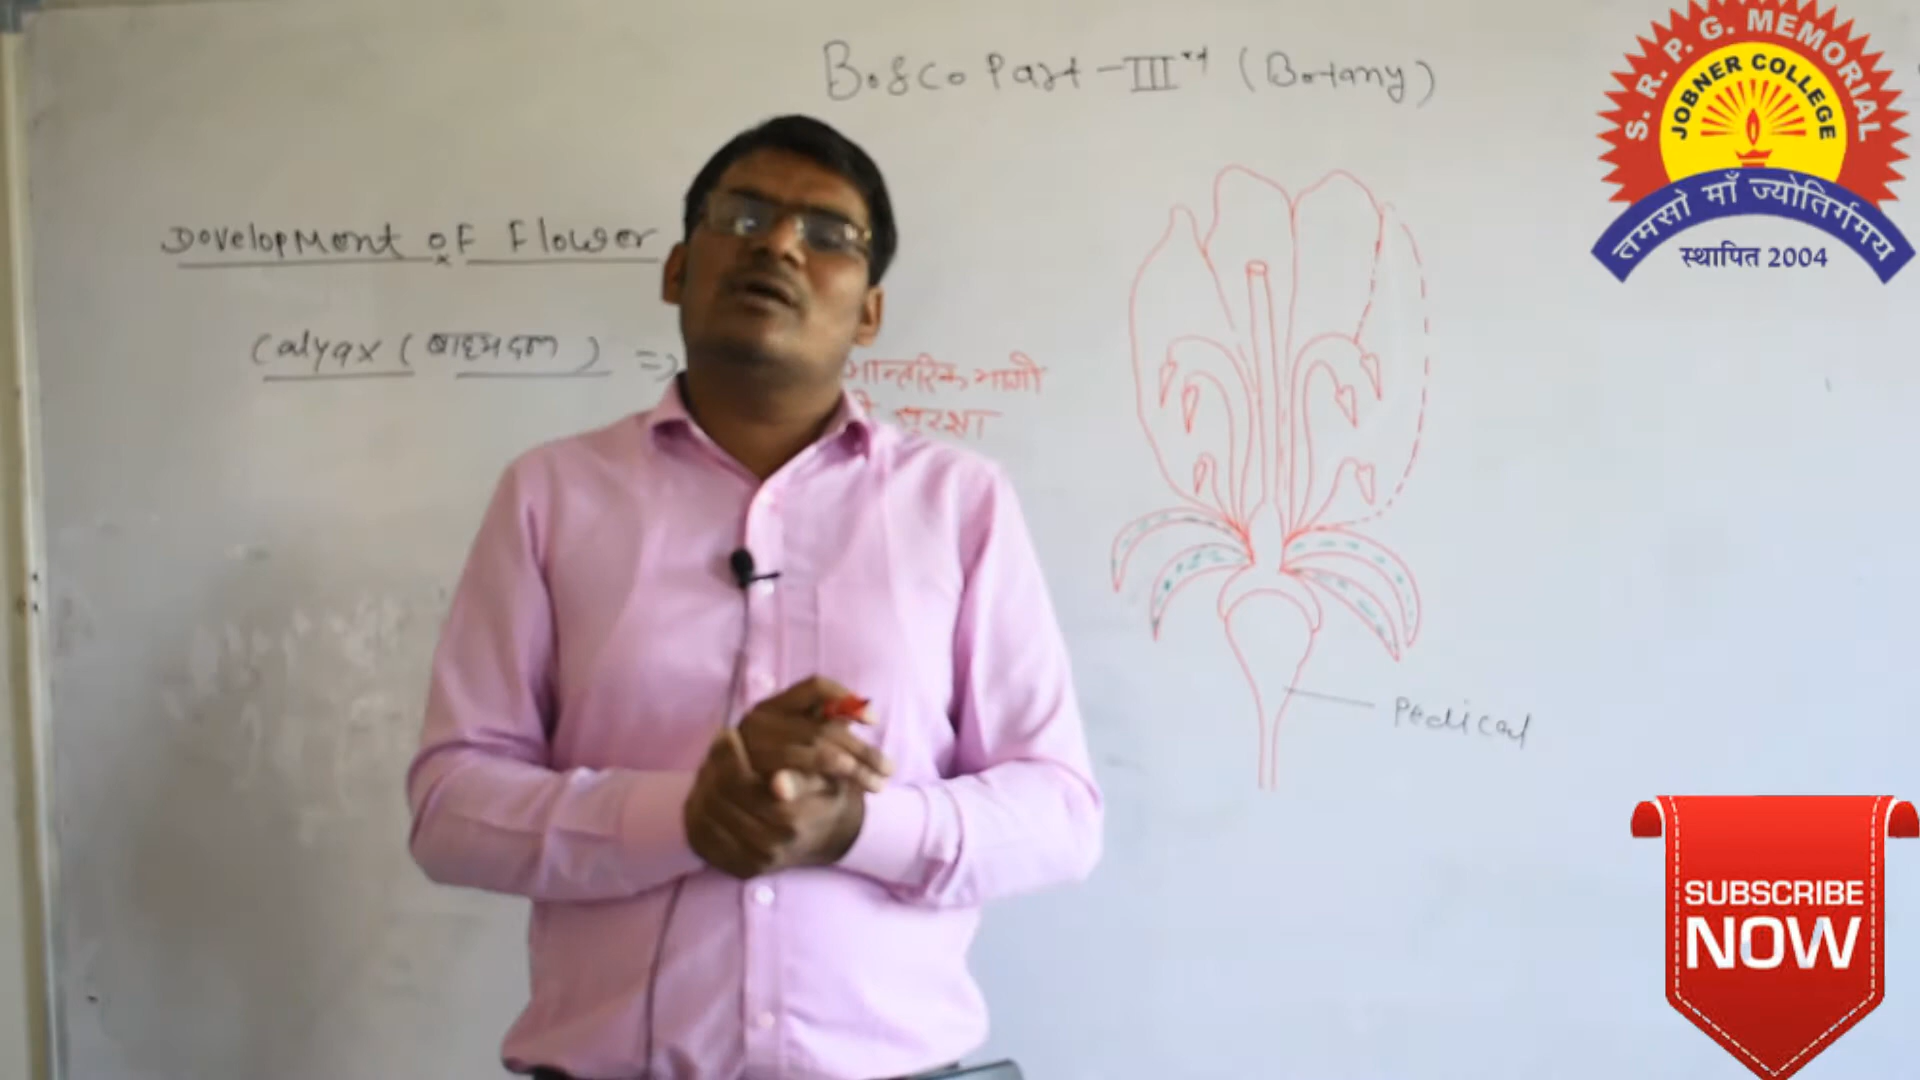 B.Sc. Part-III rd (Botany)
S. R. P. G. MEMORIAL
JOBNER COLLEGE
तमसो माँ ज्योतिर्गमय
स्थापित 2004
Development of Flower
Calyax (बाह्यदल) =>
आन्तरिक भागो
की सुरक्षा
Pedical
SUBSCRIBE
NOW